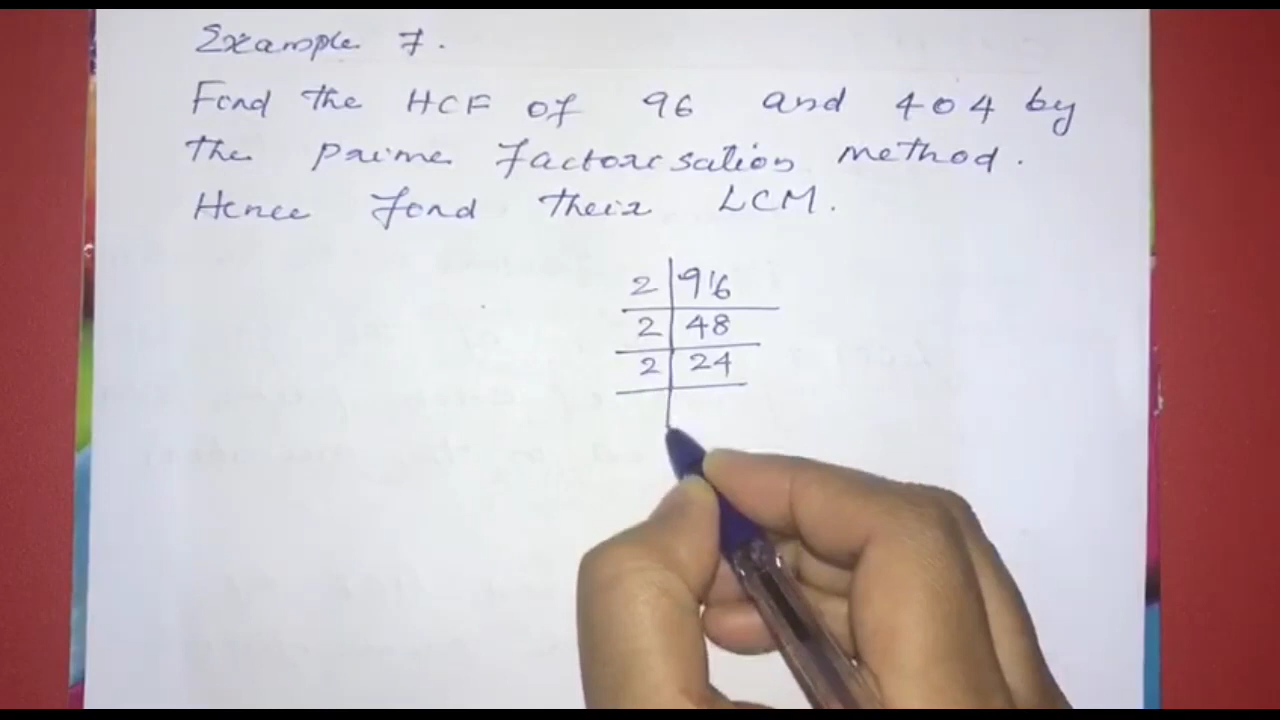 Example 7.
Find the HCF of 96 and 404 by
the prime factorisation method.
Hence find their LCM.
2 96
2 48
2 24